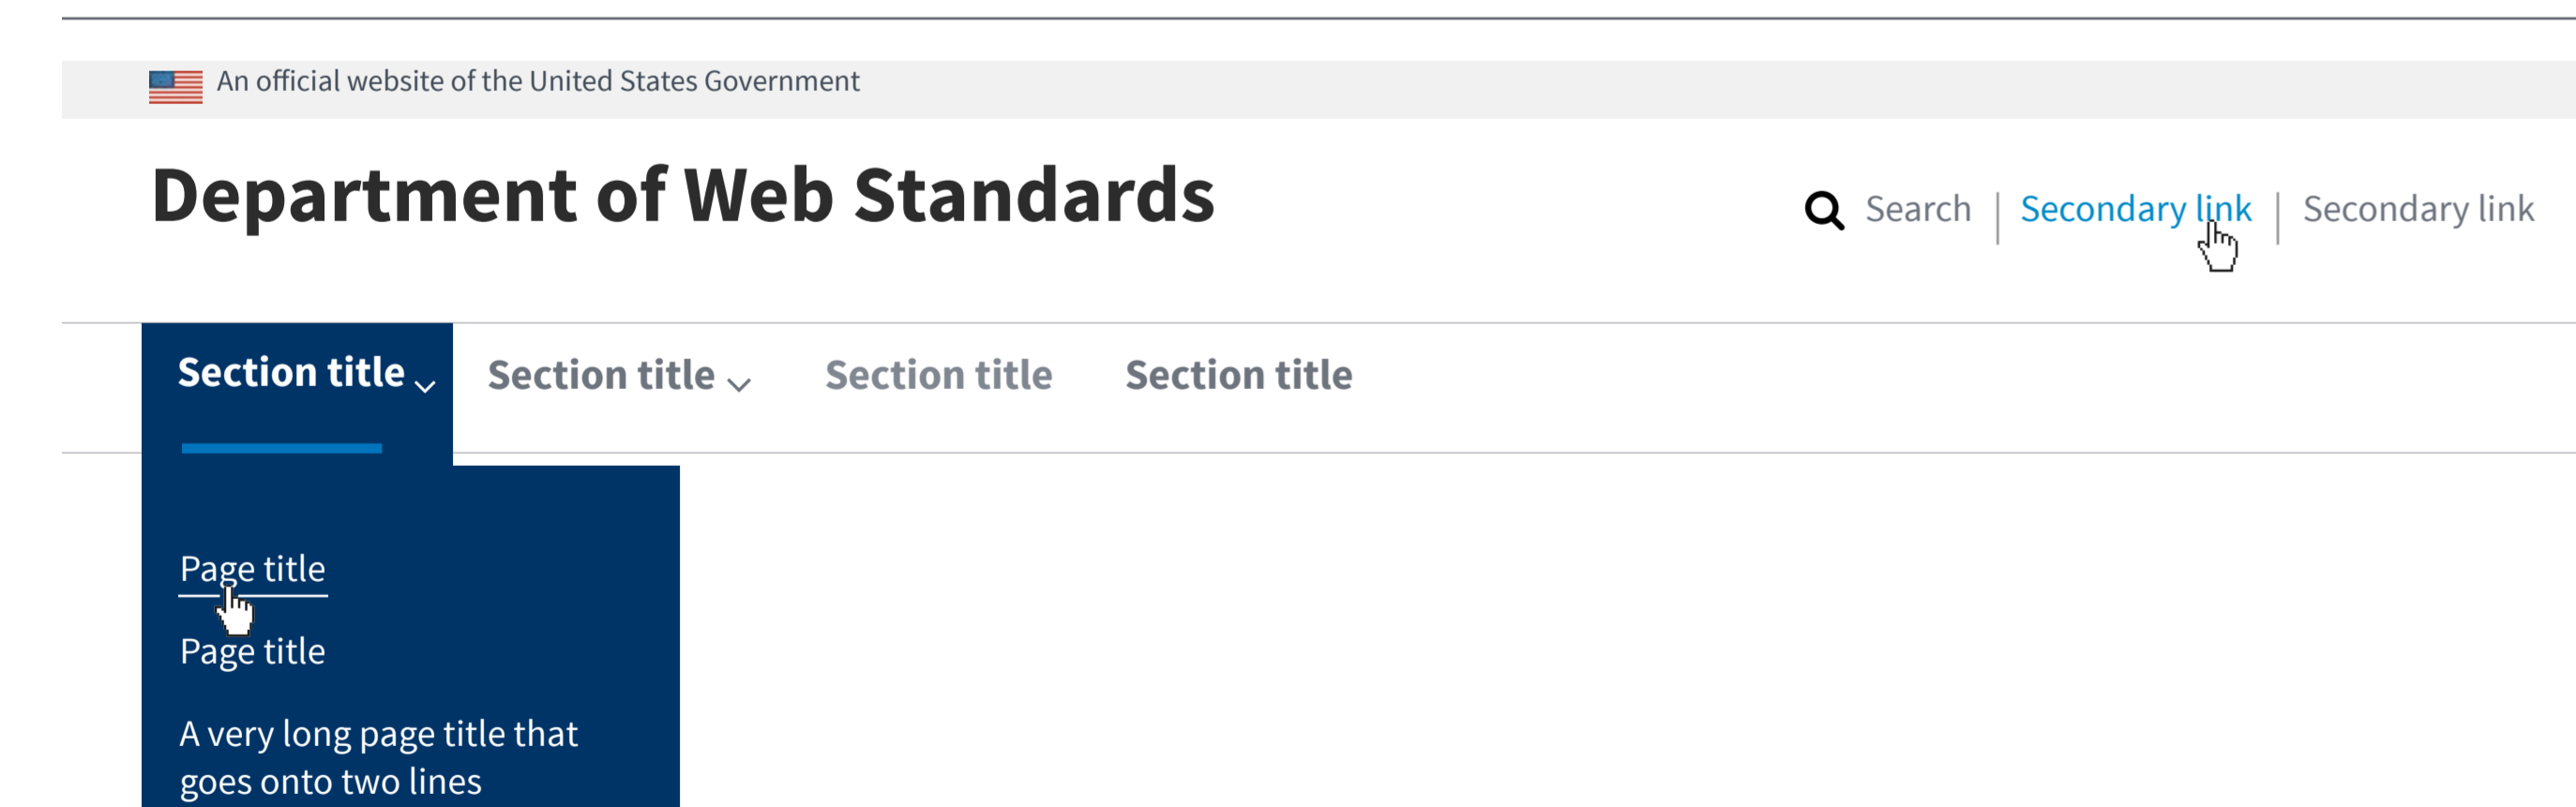 An official website of the United States Government
Department of Web Standards
Search | Secondary link | Secondary link
Section title Section title Section title Section title
Page title
Page title
A very long page title that
goes onto two lines